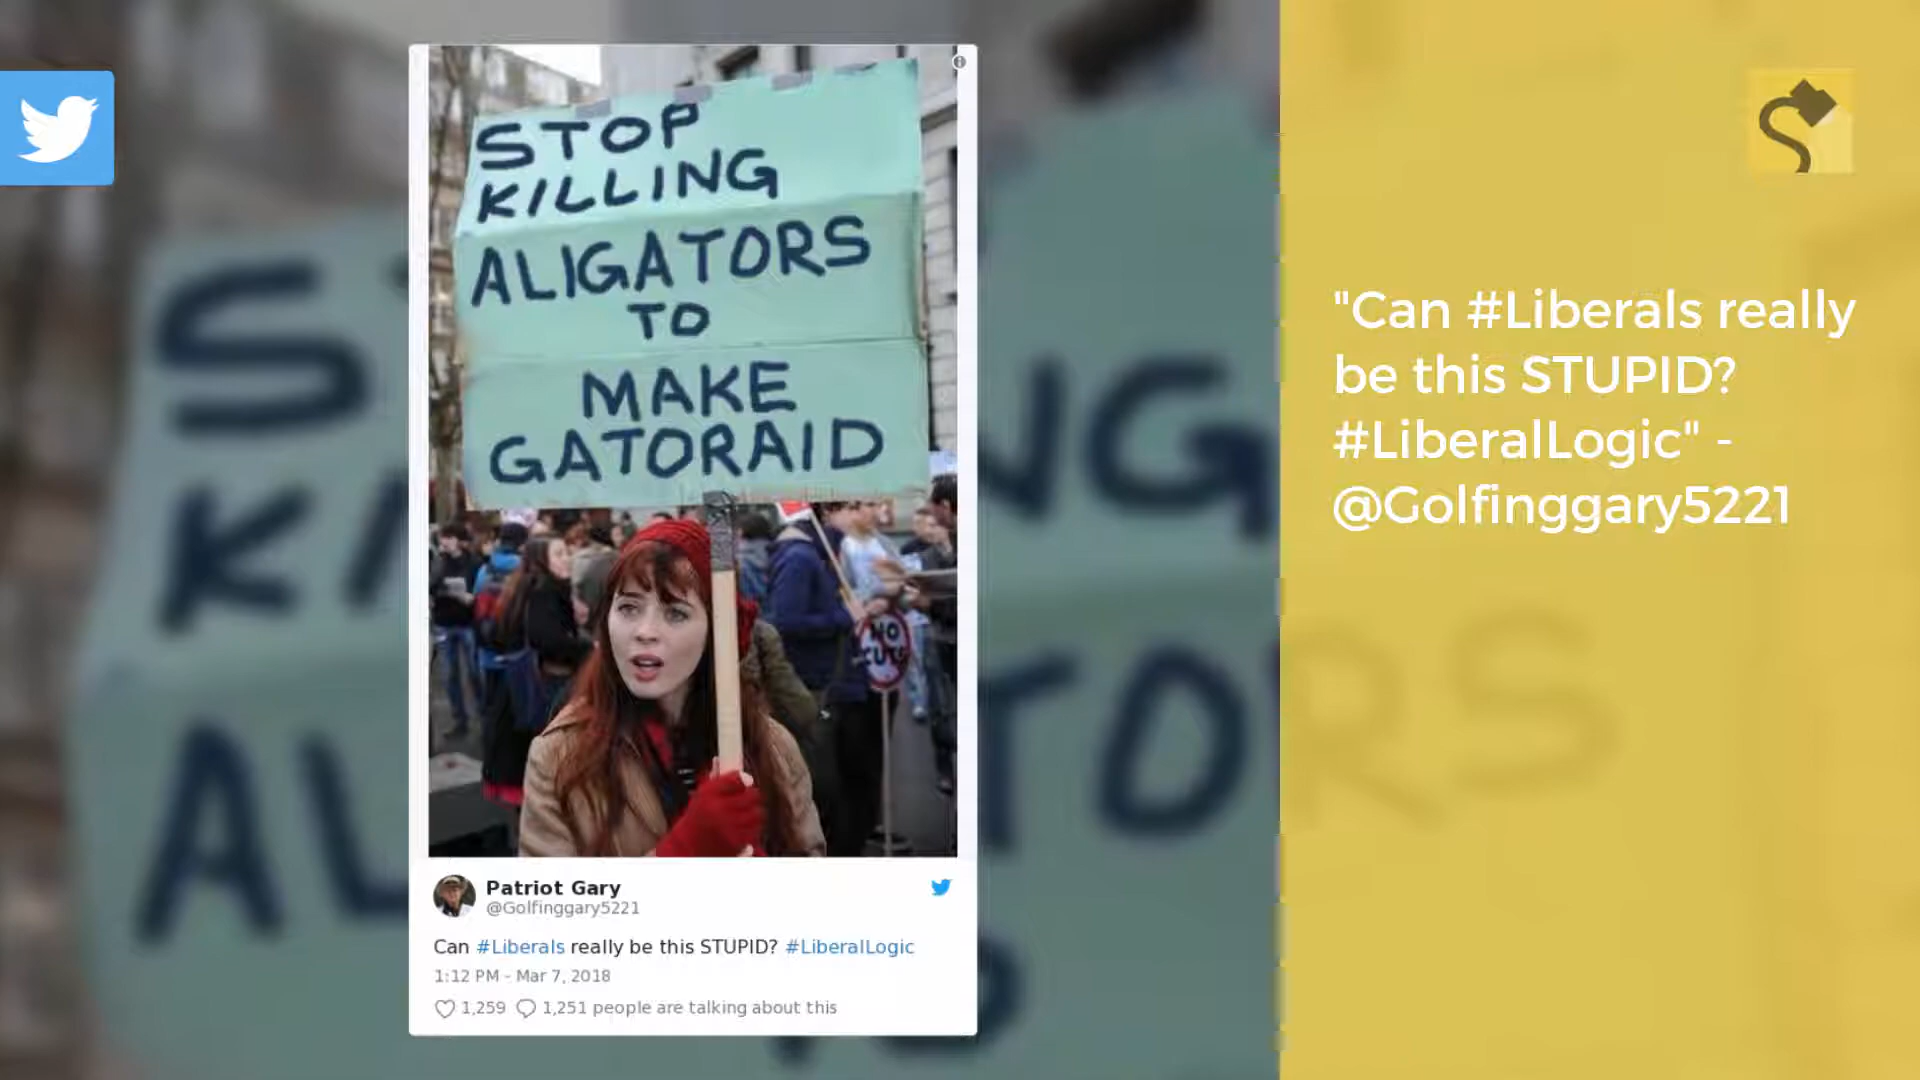 STOP
KILLING
ALIGATORS
TO
MAKE
GATORAID
NO
CUTS
Patriot Gary
@Golfinggary5221
Can #Liberals really be this STUPID? #LiberalLogic
1:12 PM - Mar 7, 2018
1,259 1,251 people are talking about this
"Can #Liberals really
be this STUPID?
#LiberalLogic" -
@Golfinggary5221